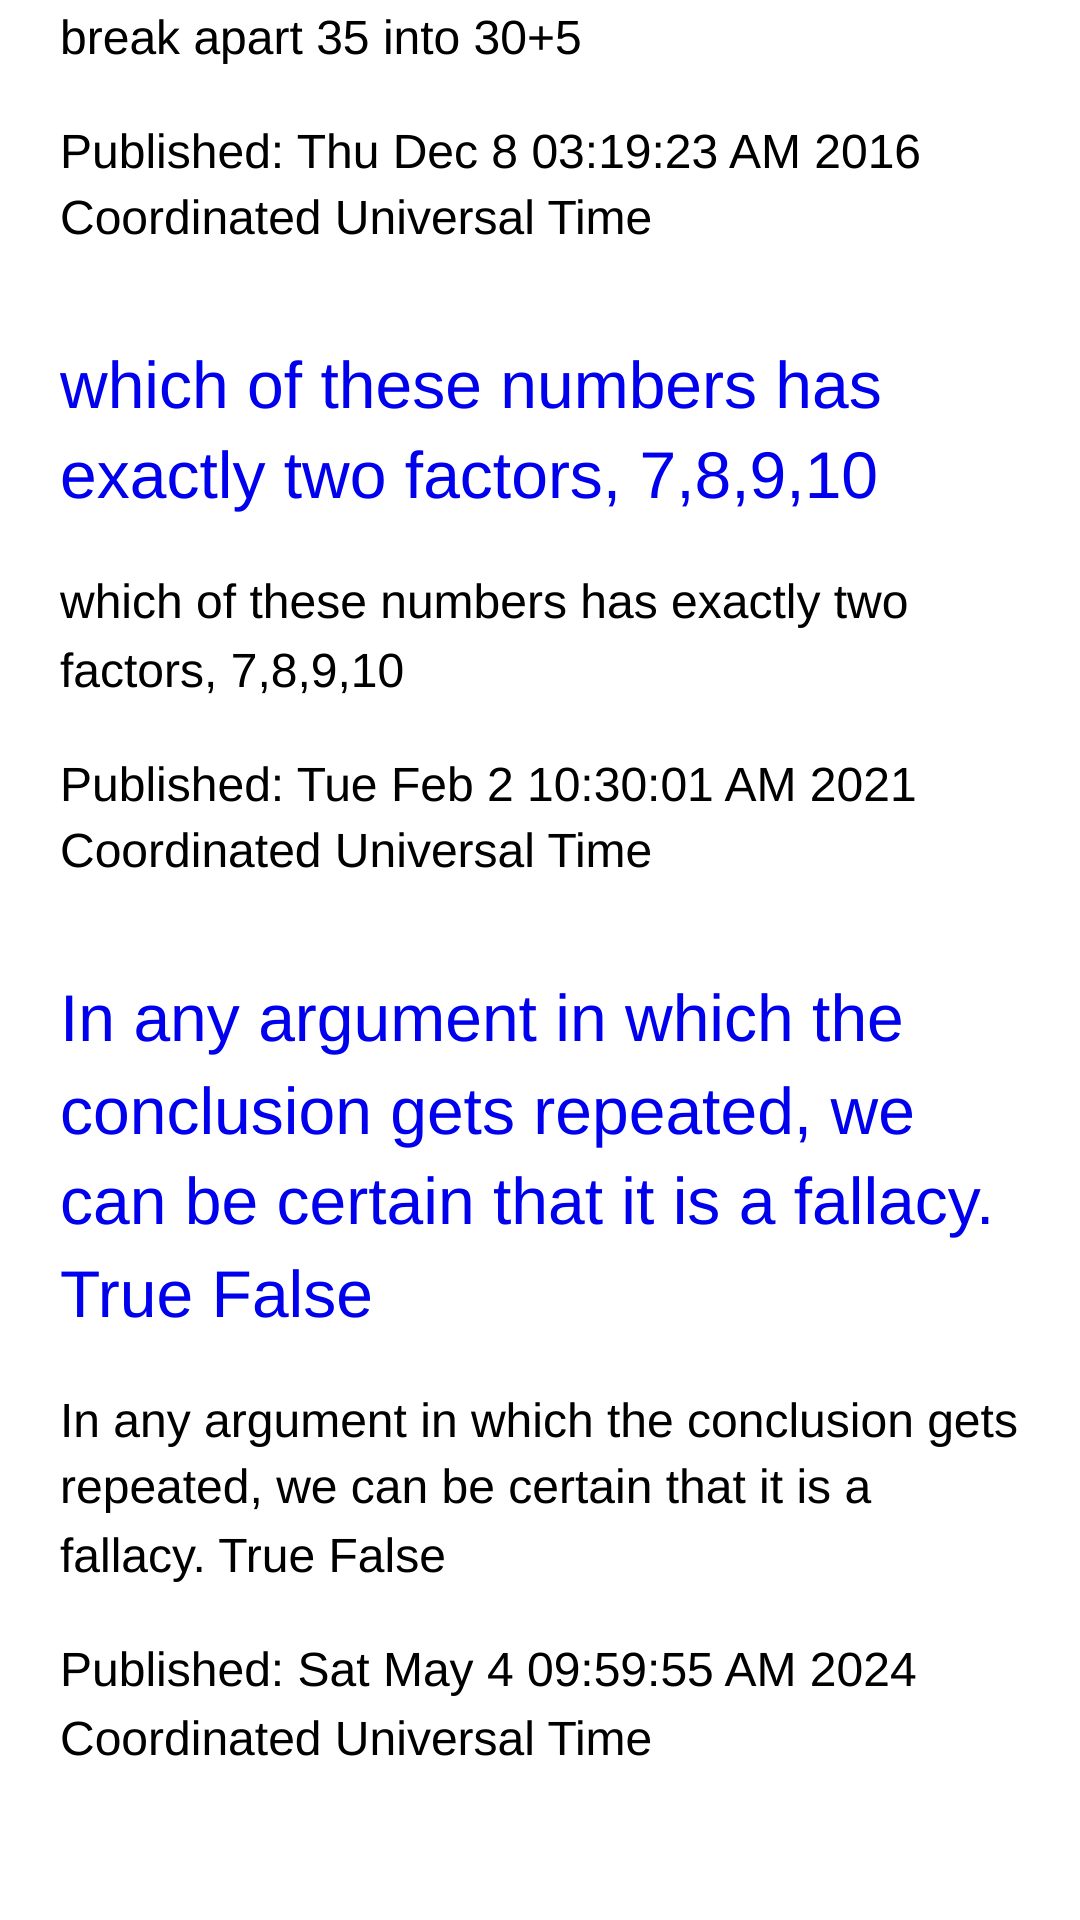 break apart 35 into 30+5
Published: Thu Dec 8 03:19:23 AM 2016
Coordinated Universal Time
which of these numbers has
exactly two factors, 7,8,9,10
which of these numbers has exactly two
factors, 7,8,9,10
Published: Tue Feb 2 10:30:01 AM 2021
Coordinated Universal Time
In any argument in which the
conclusion gets repeated, we
can be certain that it is a fallacy.
True False
In any argument in which the conclusion gets
repeated, we can be certain that it is a
fallacy. True False
Published: Sat May 4 09:59:55 AM 2024
Coordinated Universal Time